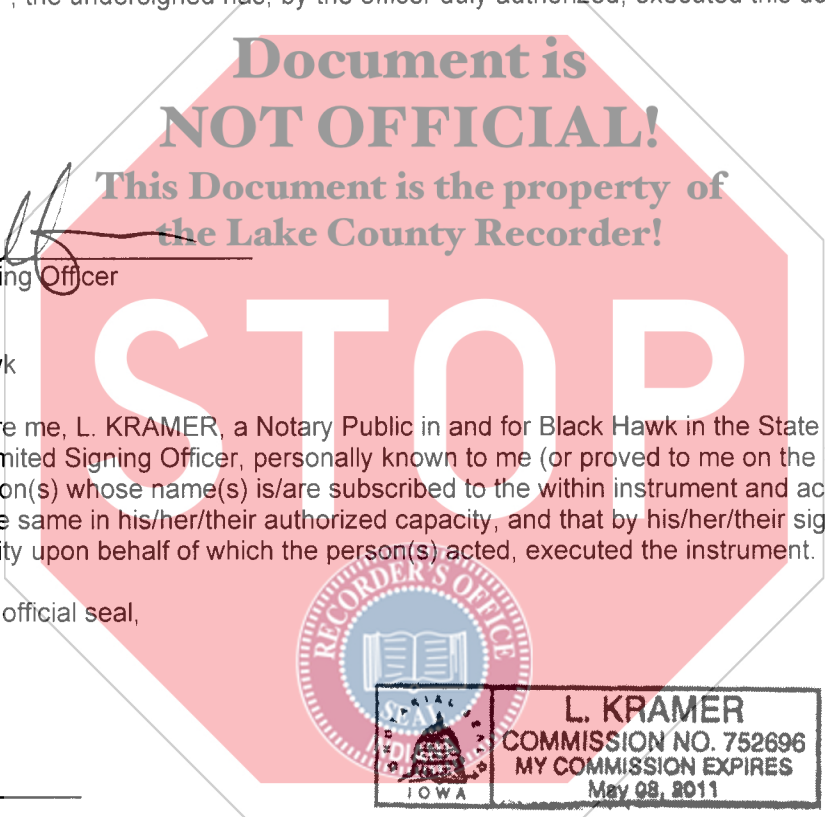 , the undersigned has, by the officer duly authorized, executed this
Document is
NOT OFFICIAL!
This Document is the property of
the Lake County Recorder!
ing Officer
STOP
k
e me, L. KRAMER, a Notary Public in and for Black Hawk in the State
mited Signing Officer, personally known to me (or proved to me on the
on(s) whose name(s) is/are subscribed to the within instrument and ac
e same in his/her/their authorized capacity, and that by his/her/their sig
ity upon behalf of which the person(s) acted, executed the instrument.
official seal,
RECORDER'S OFFICE
SEAL
INDIANA
IOWA
L. KRAMER
COMMISSION NO. 752696
MY COMMISSION EXPIRES
May 08, 2011